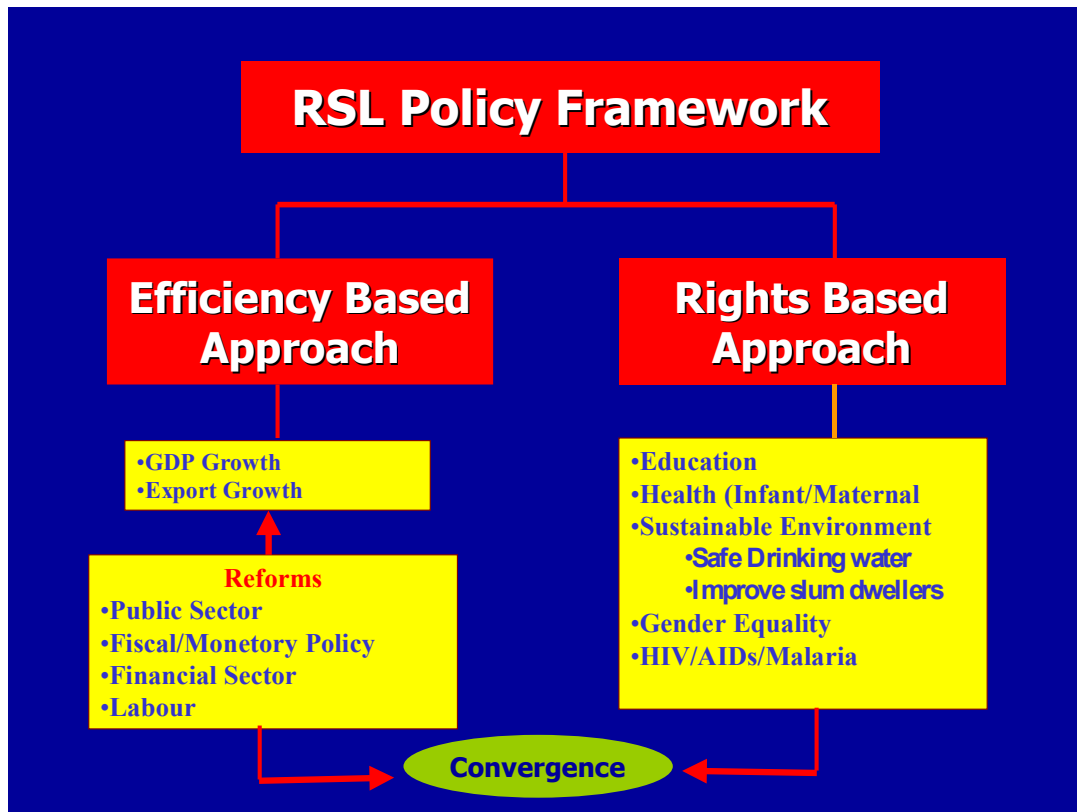 RSL Policy Framework
Efficiency Based
Approach
•GDP Growth
•Export Growth
Reforms
•Public Sector
•Fiscal/Monetory Policy
•Financial Sector
•Labour
Rights Based
Approach
•Education
•Health (Infant/Maternal
•Sustainable Environment
•Safe Drinking water
•Improve slum dwellers
•Gender Equality
•HIV/AIDs/Malaria
Convergence